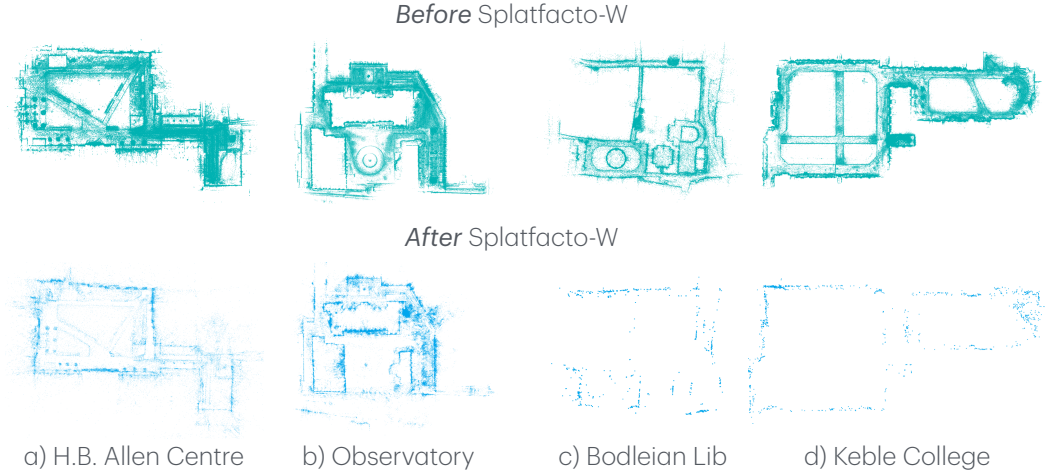 Before Splatfacto-W
After Splatfacto-W
a) H.B. Allen Centre b) Observatory c) Bodleian Lib d) Keble College